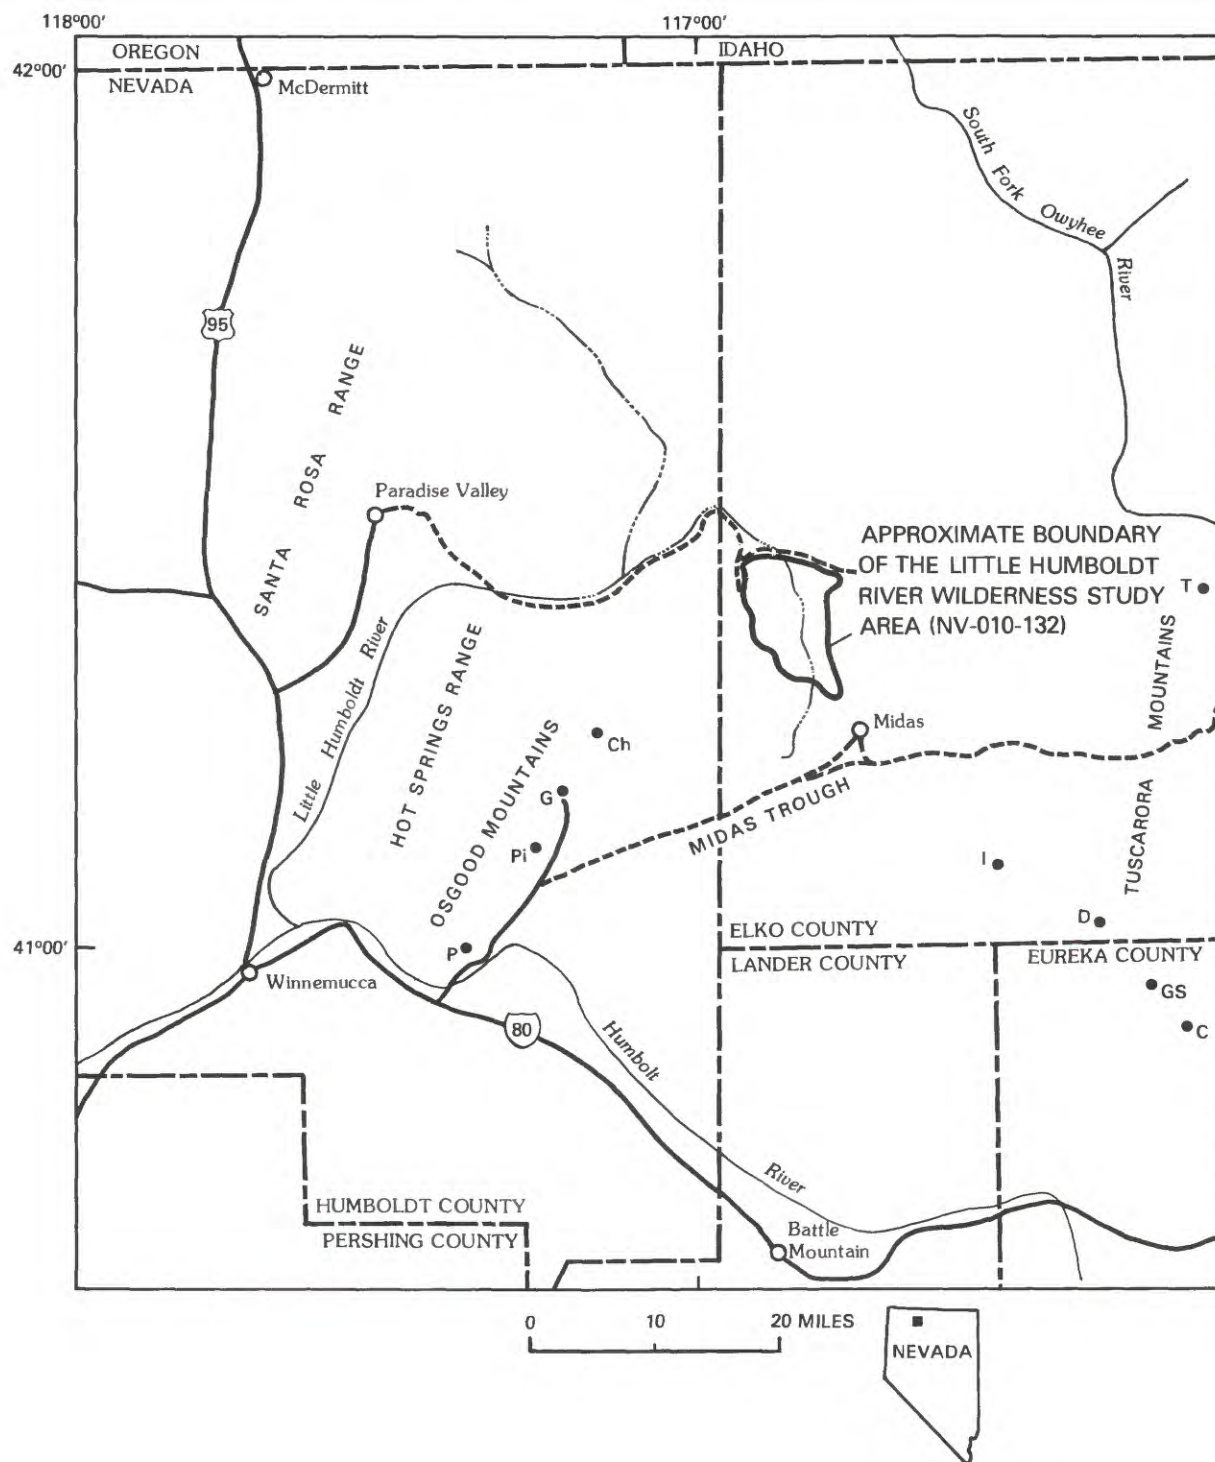 118°00'
117°00'
OREGON
IDAHO
42°00'
NEVADA
McDermitt
South Fork Owyhee River
95
SANTA ROSA RANGE
Paradise Valley
APPROXIMATE BOUNDARY
OF THE LITTLE HUMBOLDT
RIVER WILDERNESS STUDY
AREA (NV-010-132)
T
Little Humboldt River
HOT SPRINGS RANGE
OSGOOD MOUNTAINS
Ch
Midas
TUSCARORA MOUNTAINS
G
MIDAS TROUGH
Pi
I
D
P
41°00'
ELKO COUNTY
LANDER COUNTY
EUREKA COUNTY
Winnemucca
GS
C
80
Humbolt River
HUMBOLDT COUNTY
PERSHING COUNTY
Battle
Mountain
0 10 20 MILES
NEVADA